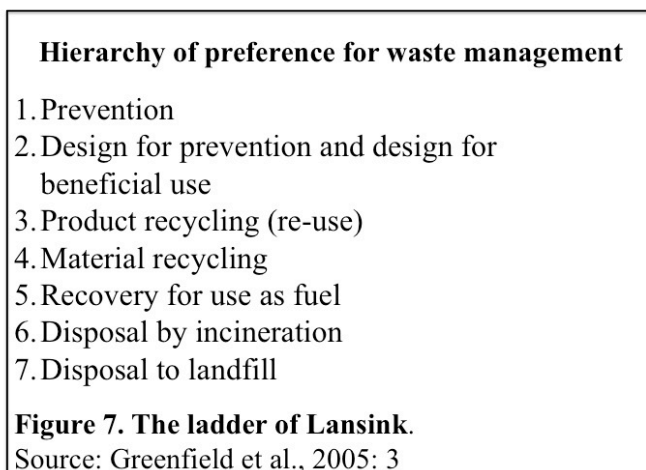 Hierarchy of preference for waste management
1. Prevention
2. Design for prevention and design for
beneficial use
3. Product recycling (re-use)
4. Material recycling
5. Recovery for use as fuel
6. Disposal by incineration
7. Disposal to landfill
Figure 7. The ladder of Lansink.
Source: Greenfield et al., 2005: 3